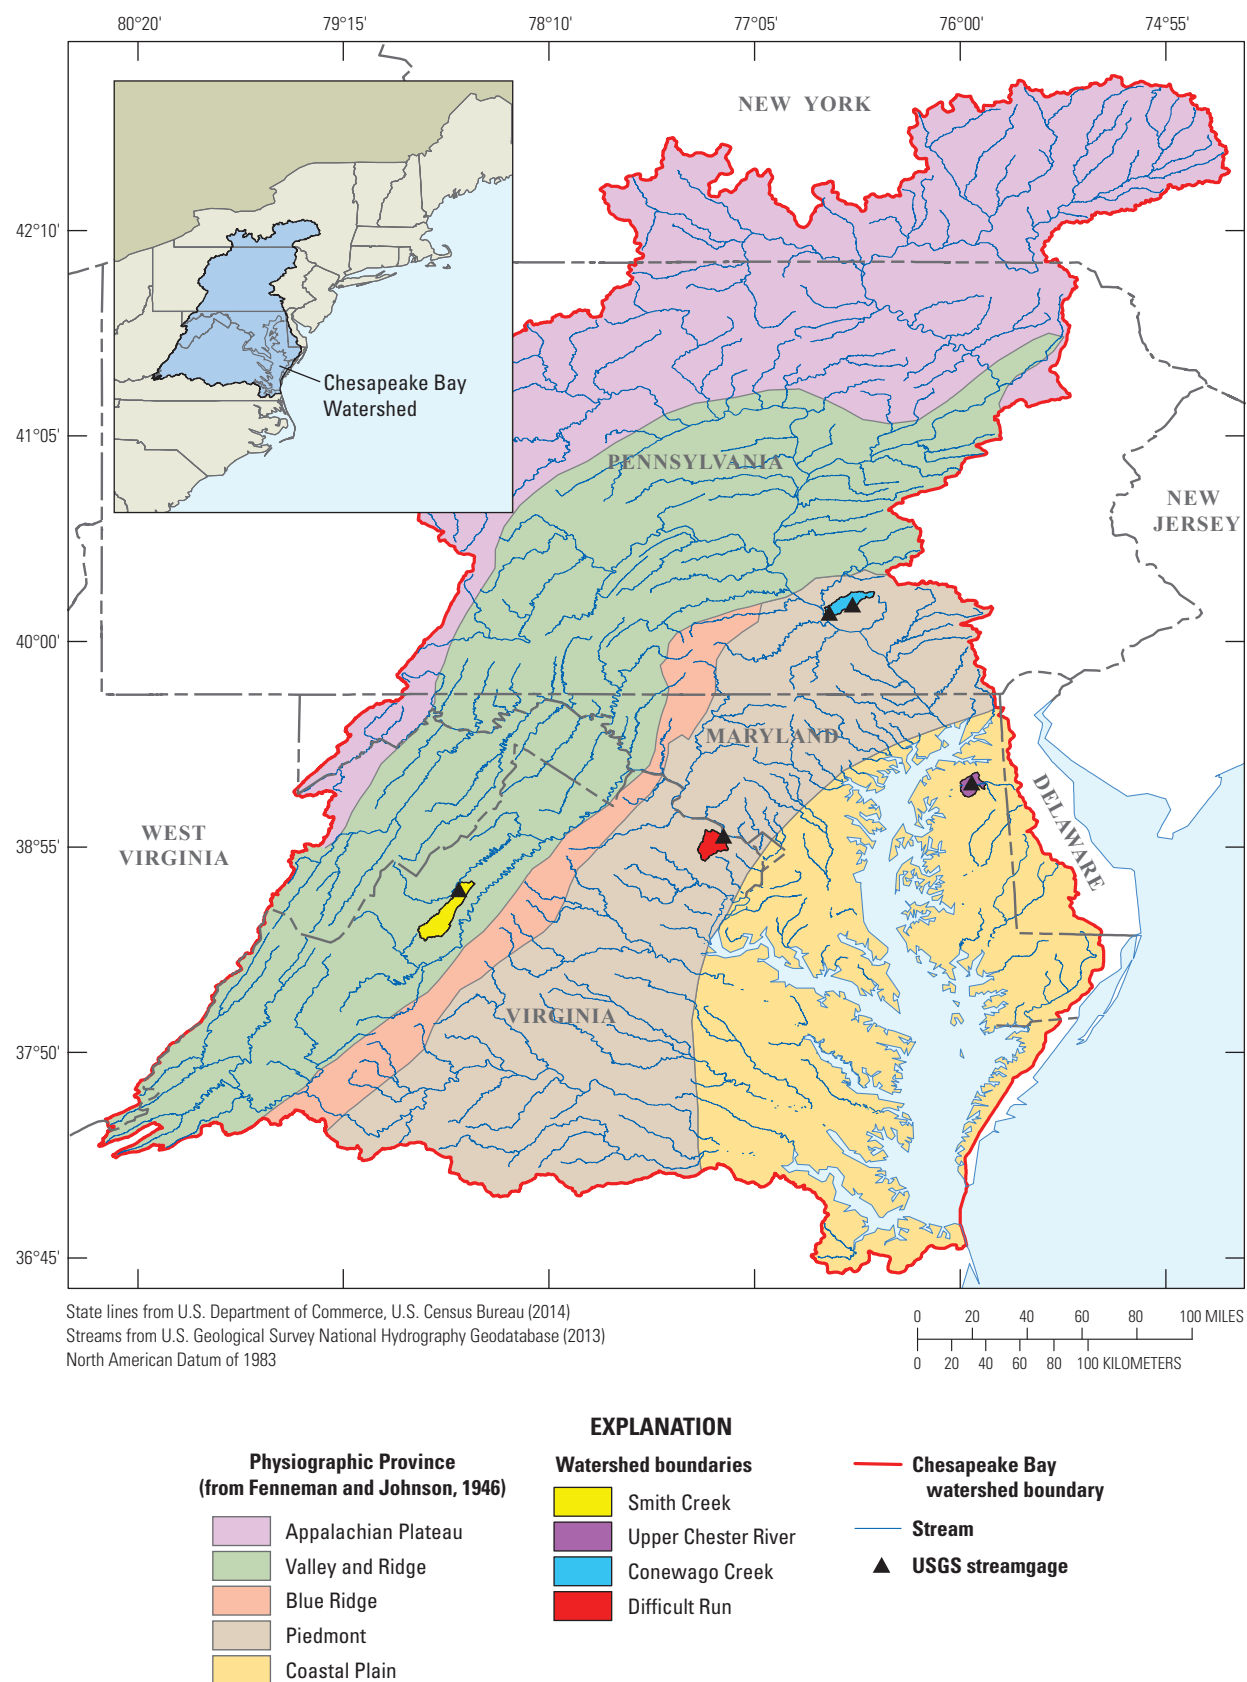 80°20'
79°15'
78°10'
77°05'
76°00'
74°55'
NEW YORK
42°10'
Chesapeake Bay
Watershed
41°05'
PENNSYLVANIA
NEW
JERSEY
40°00'
MARYLAND
DELAWARE
WEST
VIRGINIA
38°55'
VIRGINIA
37°50'
36°45'
State lines from U.S. Department of Commerce, U.S. Census Bureau (2014)
Streams from U.S. Geological Survey National Hydrography Geodatabase (2013)
North American Datum of 1983
0 20 40 60 80 100 MILES
0 20 40 60 80 100 KILOMETERS
EXPLANATION
Physiographic Province
(from Fenneman and Johnson, 1946)
Appalachian Plateau
Valley and Ridge
Blue Ridge
Piedmont
Coastal Plain
Watershed boundaries
Smith Creek
Upper Chester River
Conewago Creek
Difficult Run
Chesapeake Bay
watershed boundary
Stream
USGS streamgage